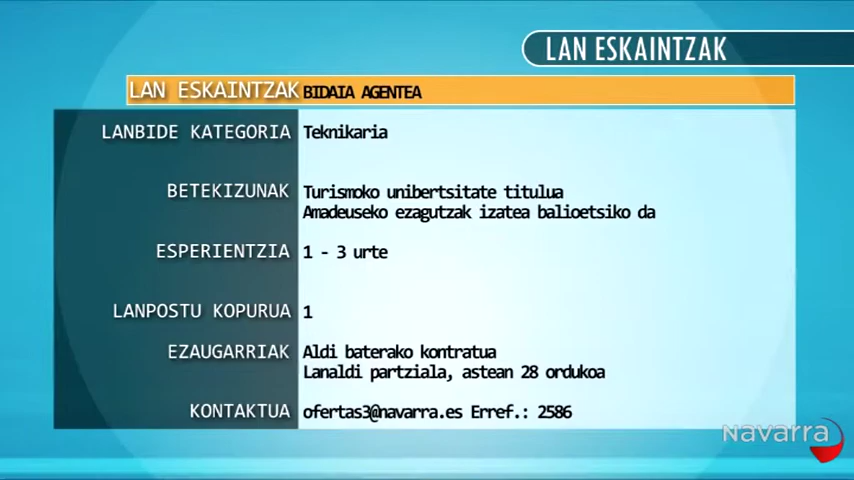 LAN ESKAINTZAK
LAN ESKAINTZAK BIDAIA AGENTEA
LANBIDE KATEGORIA Teknikaria
BETEKIZUNAK Turismoko unibertsitate titulua
Amadeuseko ezagutzak izatea balioetsiko da
ESPERIENTZIA 1 - 3 urte
LANPOSTU KOPURUA 1
EZAUGARRIAK Aldi baterako kontratua
Lanaldi partziala, astean 28 ordukoa
KONTAKTUA ofertas3@navarra.es Erref.: 2586
Navarra